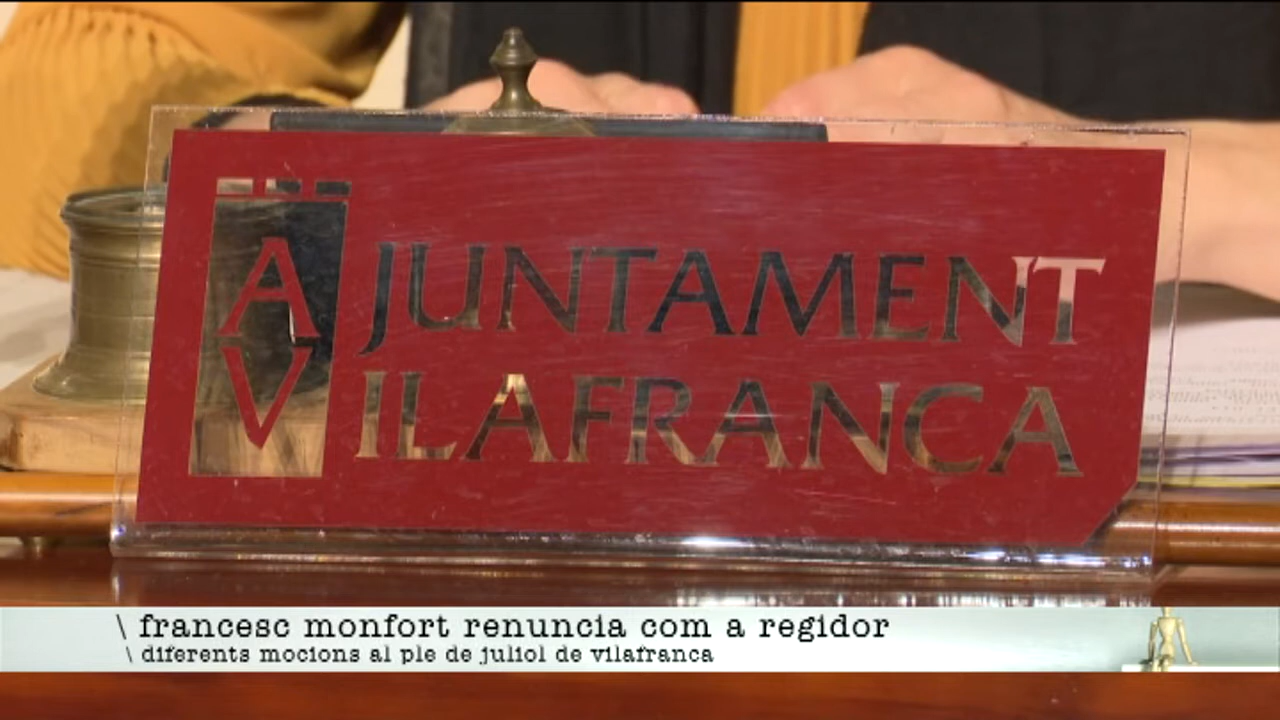 AJUNTAMENT
VILAFRANCA
\ francesc monfort renuncia com a regidor
\ diferents mocions al ple de juliol de vilafranca